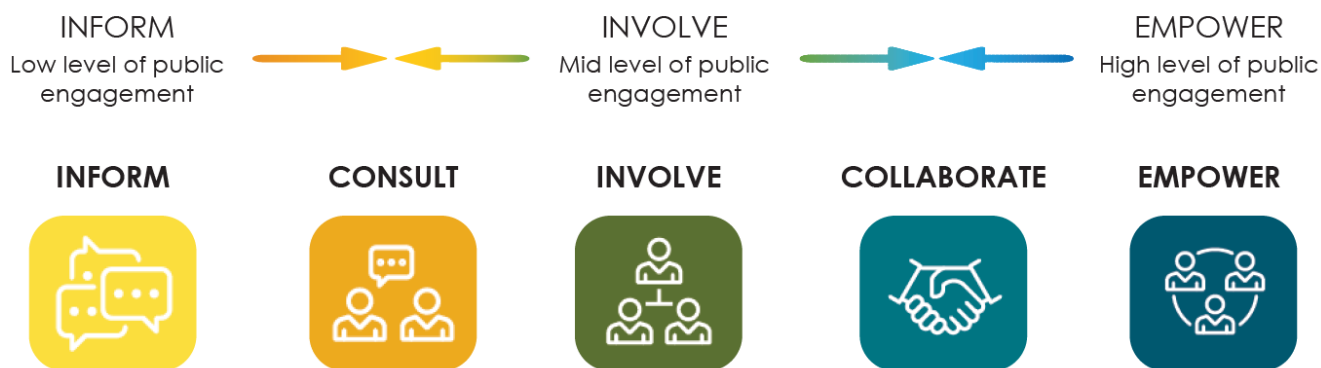 INFORM
Low level of public
engagement
INVOLVE
Mid level of public
engagement
EMPOWER
High level of public
engagement
INFORM
CONSULT
INVOLVE
COLLABORATE
EMPOWER